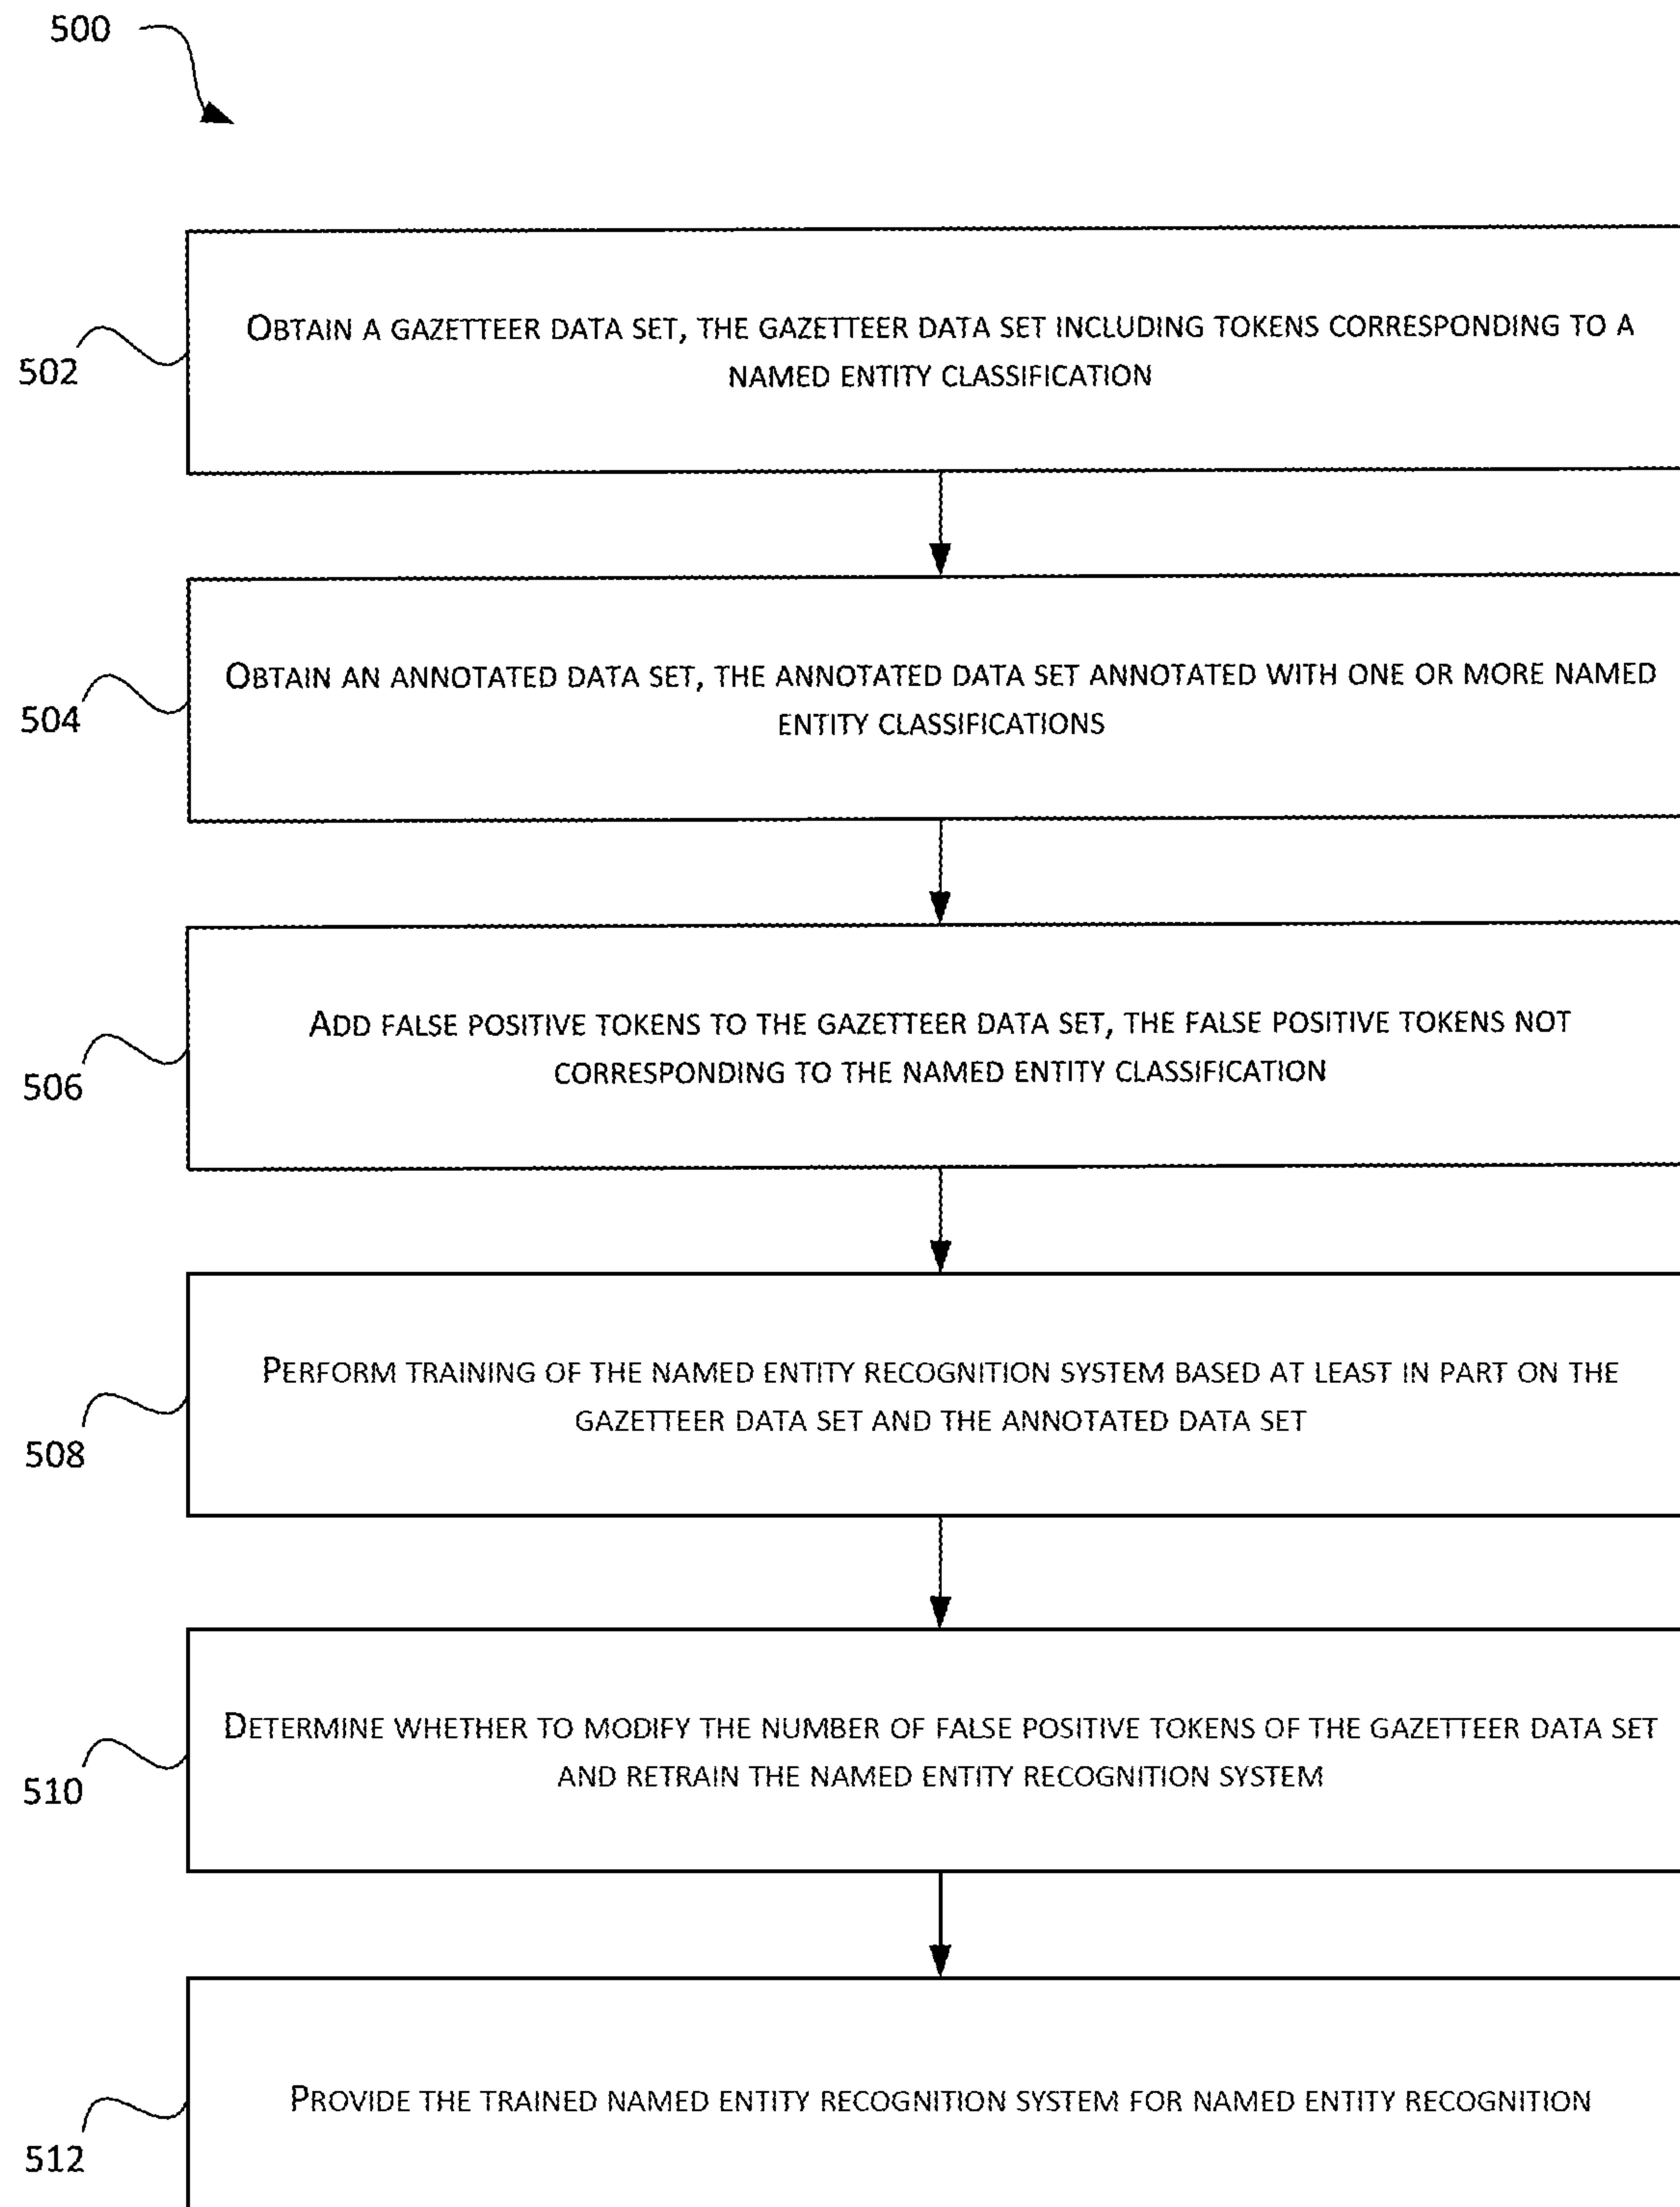 500
OBTAIN A GAZETTEER DATA SET, THE GAZETTEER DATA SET INCLUDING TOKENS CORRESPONDING TO A
NAMED ENTITY CLASSIFICATION
502
OBTAIN AN ANNOTATED DATA SET, THE ANNOTATED DATA SET ANNOTATED WITH ONE OR MORE NAMED
ENTITY CLASSIFICATIONS
504
ADD FALSE POSITIVE TOKENS TO THE GAZETTEER DATA SET, THE FALSE POSITIVE TOKENS NOT
CORRESPONDING TO THE NAMED ENTITY CLASSIFICATION
506
PERFORM TRAINING OF THE NAMED ENTITY RECOGNITION SYSTEM BASED AT LEAST IN PART ON THE
GAZETTEER DATA SET AND THE ANNOTATED DATA SET
508
DETERMINE WHETHER TO MODIFY THE NUMBER OF FALSE POSITIVE TOKENS OF THE GAZETTEER DATA SET
AND RETRAIN THE NAMED ENTITY RECOGNITION SYSTEM
510
PROVIDE THE TRAINED NAMED ENTITY RECOGNITION SYSTEM FOR NAMED ENTITY RECOGNITION
512